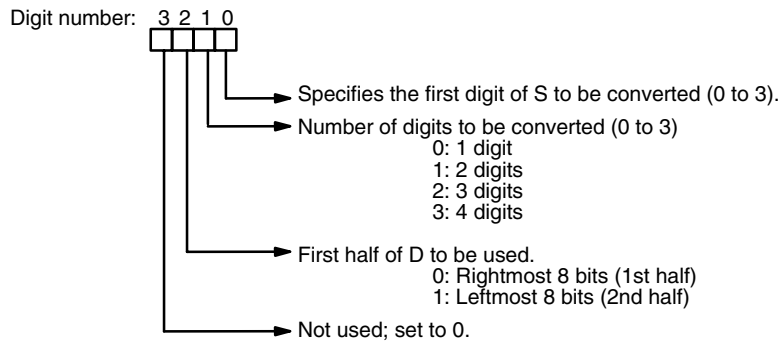 Digit number: 3 2 1 0
Specifies the first digit of S to be converted (0 to 3).
Number of digits to be converted (0 to 3)
0: 1 digit
1: 2 digits
2: 3 digits
3: 4 digits
First half of D to be used.
0: Rightmost 8 bits (1st half)
1: Leftmost 8 bits (2nd half)
Not used; set to 0.